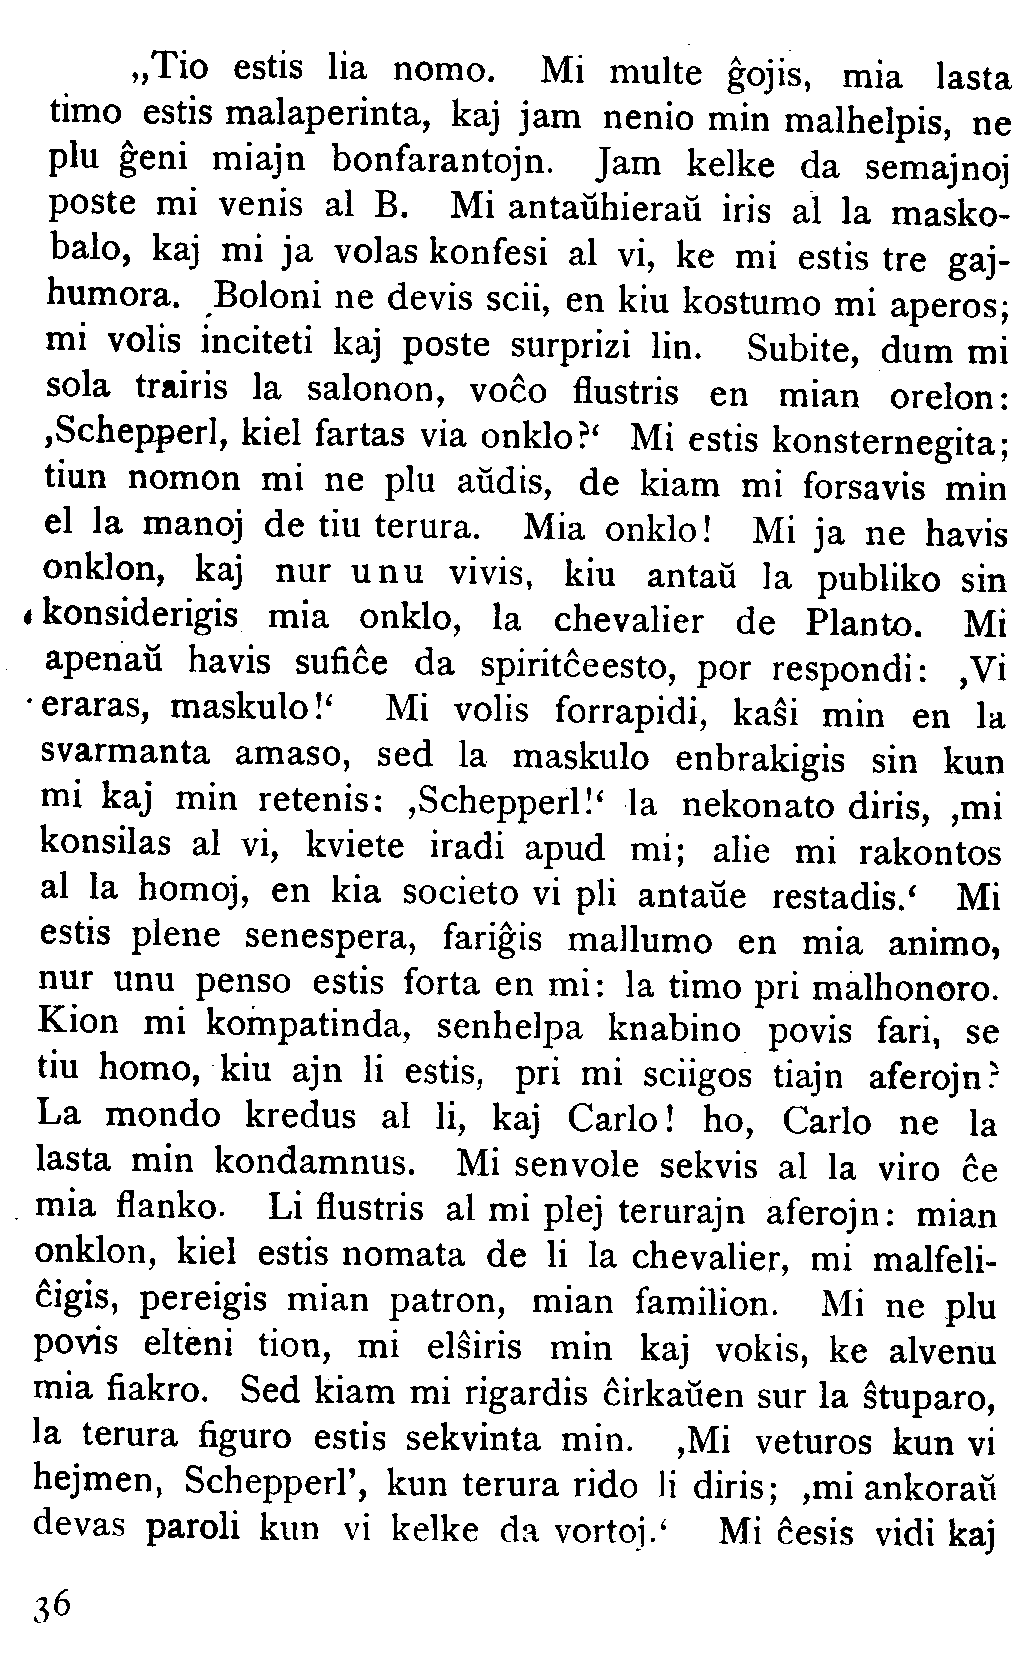 „Tio estis lia nomo. Mi multe ĝojis, mia lasta
timo estis malaperinta, kaj jam nenio min malhelpis, ne
plu ĝeni miajn bonfarantojn. Jam kelke da semajnoj
poste mi venis al B. Mi antaŭhieraŭ iris al la masko-
balo, kaj mi ja volas konfesi al vi, ke mi estis tre gaj-
humora. Boloni ne devis scii, en kiu kostumo mi aperos;
mi volis inciteti kaj poste surprizi lin. Subite, dum mi
sola trairis la salonon, voĉo flustris en mian orelon:
‚Schepperl, kiel fartas via onklo?‘ Mi estis konsternegita;
tiun nomon mi ne plu aŭdis, de kiam mi forsavis min
el la manoj de tiu terura. Mia onklo! Mi ja ne havis
onklon, kaj nur unu vivis, kiu antaŭ la publiko sin
konsiderigis mia onklo, la chevalier de Planto. Mi
apenaŭ havis sufiĉe da spiritĉeesto, por respondi: ‚Vi
eraras, maskulo!‘ Mi volis forrapidi, kaŝi min en la
svarmanta amaso, sed la maskulo enbrakigis sin kun
mi kaj min retenis: ‚Schepperl!‘ la nekonato diris, ‚mi
konsilas al vi, kviete iradi apud mi; alie mi rakontos
al la homoj, en kia societo vi pli antaŭe restadis.‘ Mi
estis plene senespera, fariĝis mallumo en mia animo,
nur unu penso estis forta en mi: la timo pri malhonoro.
Kion mi kompatinda, senhelpa knabino povis fari, se
tiu homo, kiu ajn li estis, pri mi sciigos tiajn aferojn?
La mondo kredus al li, kaj Carlo! ho, Carlo ne la
lasta min kondamnus. Mi senvole sekvis al la viro ĉe
mia flanko. Li flustris al mi plej terurajn aferojn: mian
onklon, kiel estis nomata de li la chevalier, mi malfeli-
ĉigis, pereigis mian patron, mian familion. Mi ne plu
povis elteni tion, mi elŝiris min kaj vokis, ke alvenu
mia fiakro. Sed kiam mi rigardis ĉirkaŭen sur la ŝtuparo,
la terura figuro estis sekvinta min. ‚Mi veturos kun vi
hejmen, Schepperl’, kun terura rido li diris; ‚mi ankoraŭ
devas paroli kun vi kelke da vortoj.‘ Mi ĉesis vidi kaj
36